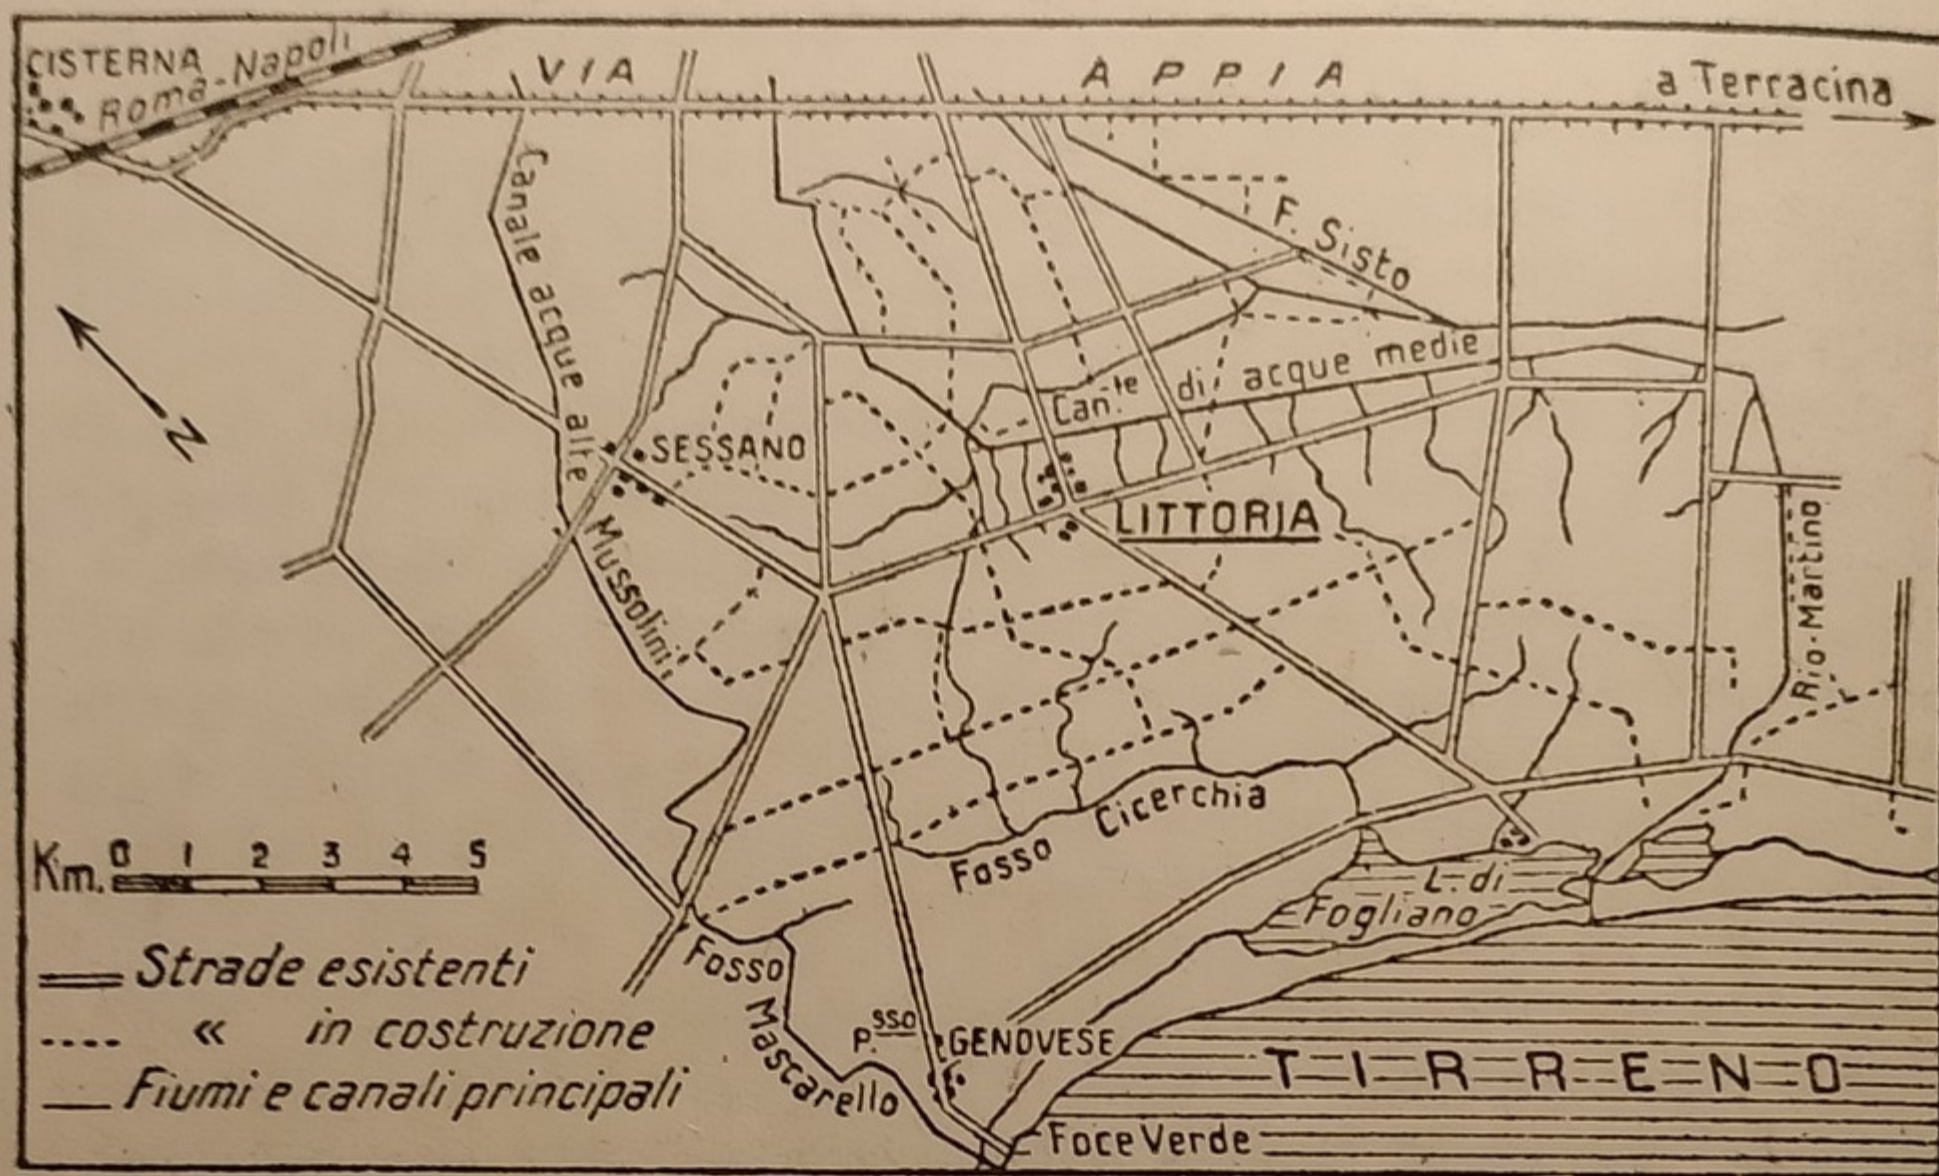 CISTERNA
Roma-Napoli
VIA APPIA
a Terracina
Canale acque alte
Mussolini
F. Sisto
Can.te di acque medie
SESSANO
LITTORIA
Rio-Martino
N
Km. 0 1 2 3 4 5
Fosso Cicerchia
L. di
Fogliano
Strade esistenti
« in costruzione
Fiumi e canali principali
Fosso
Mascarello
P.sso GENOVESE
TIRRENO
Foce Verde